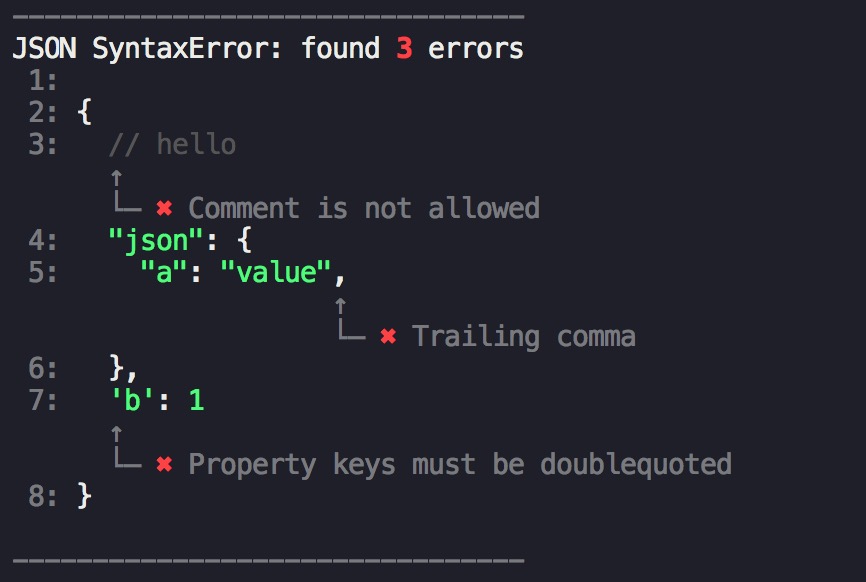 ----------------------------------
JSON SyntaxError: found 3 errors
 1:
 2: {
 3:   // hello
      ↑
      └─ ✖ Comment is not allowed
 4:   "json": {
 5:     "a": "value",
                    ↑
                    └─ ✖ Trailing comma
 6:   },
 7:   'b': 1
      ↑
      └─ ✖ Property keys must be doublequoted
 8: }
----------------------------------